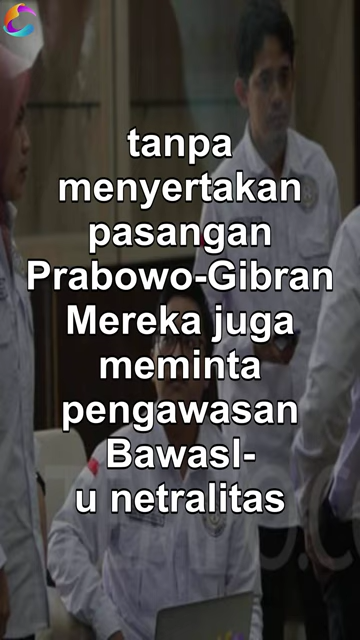 tanpa
menyertakan
pasangan
Prabowo-Gibran
Mereka juga
meminta
pengawasan
Bawasl-
u netralitas